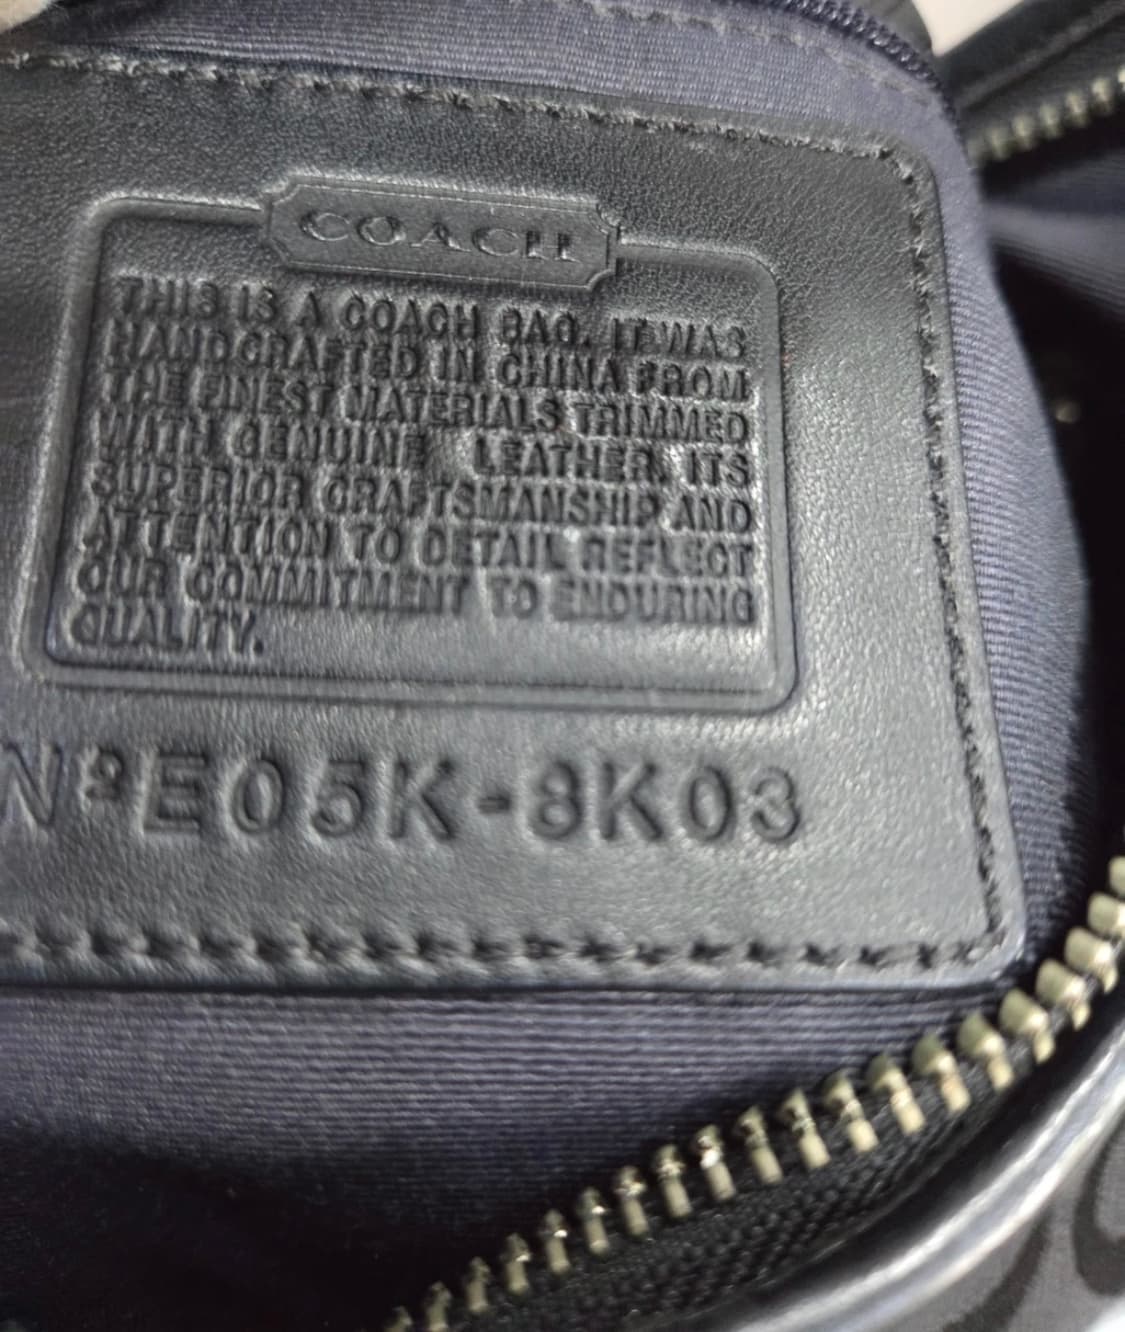 COACH
THIS IS A COACH BAG. IT WAS
HANDCRAFTED IN CHINA FROM
THE FINEST MATERIALS TRIMMED
WITH GENUINE LEATHER. ITS
SUPERIOR CRAFTSMANSHIP AND
ATTENTION TO DETAIL REFLECT
OUR COMMITMENT TO ENDURING
QUALITY.
Nº E05K-8K03